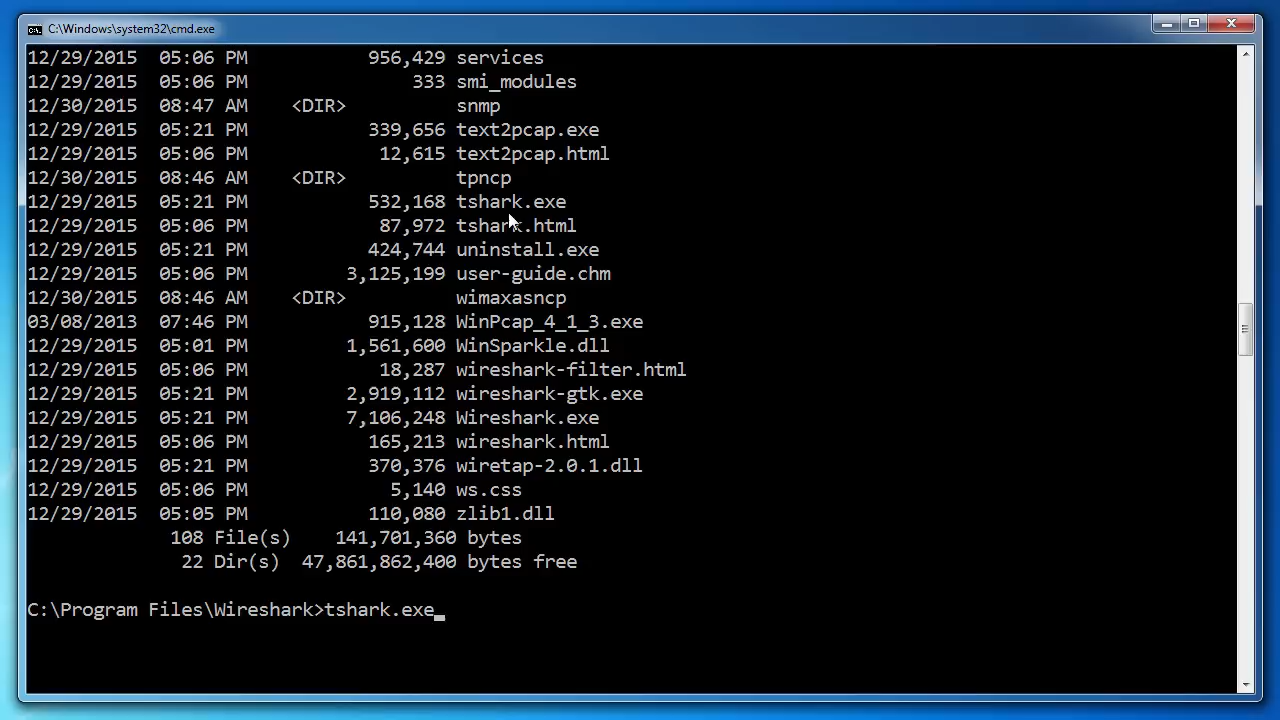 C:\Windows\system32\cmd.exe
12/29/2015  05:06 PM           956,429 services
12/29/2015  05:06 PM               333 smi_modules
12/30/2015  08:47 AM    <DIR>          snmp
12/29/2015  05:21 PM           339,656 text2pcap.exe
12/29/2015  05:06 PM            12,615 text2pcap.html
12/30/2015  08:46 AM    <DIR>          tpncp
12/29/2015  05:21 PM           532,168 tshark.exe
12/29/2015  05:06 PM            87,972 tshark.html
12/29/2015  05:21 PM           424,744 uninstall.exe
12/29/2015  05:06 PM         3,125,199 user-guide.chm
12/30/2015  08:46 AM    <DIR>          wimaxasncp
03/08/2013  07:46 PM           915,128 WinPcap_4_1_3.exe
12/29/2015  05:01 PM         1,561,600 WinSparkle.dll
12/29/2015  05:06 PM            18,287 wireshark-filter.html
12/29/2015  05:21 PM         2,919,112 wireshark-gtk.exe
12/29/2015  05:21 PM         7,106,248 Wireshark.exe
12/29/2015  05:06 PM           165,213 wireshark.html
12/29/2015  05:21 PM           370,376 wiretap-2.0.1.dll
12/29/2015  05:06 PM             5,140 ws.css
12/29/2015  05:05 PM           110,080 zlib1.dll
             108 File(s)    141,701,360 bytes
              22 Dir(s)  47,861,862,400 bytes free
C:\Program Files\Wireshark>tshark.exe_